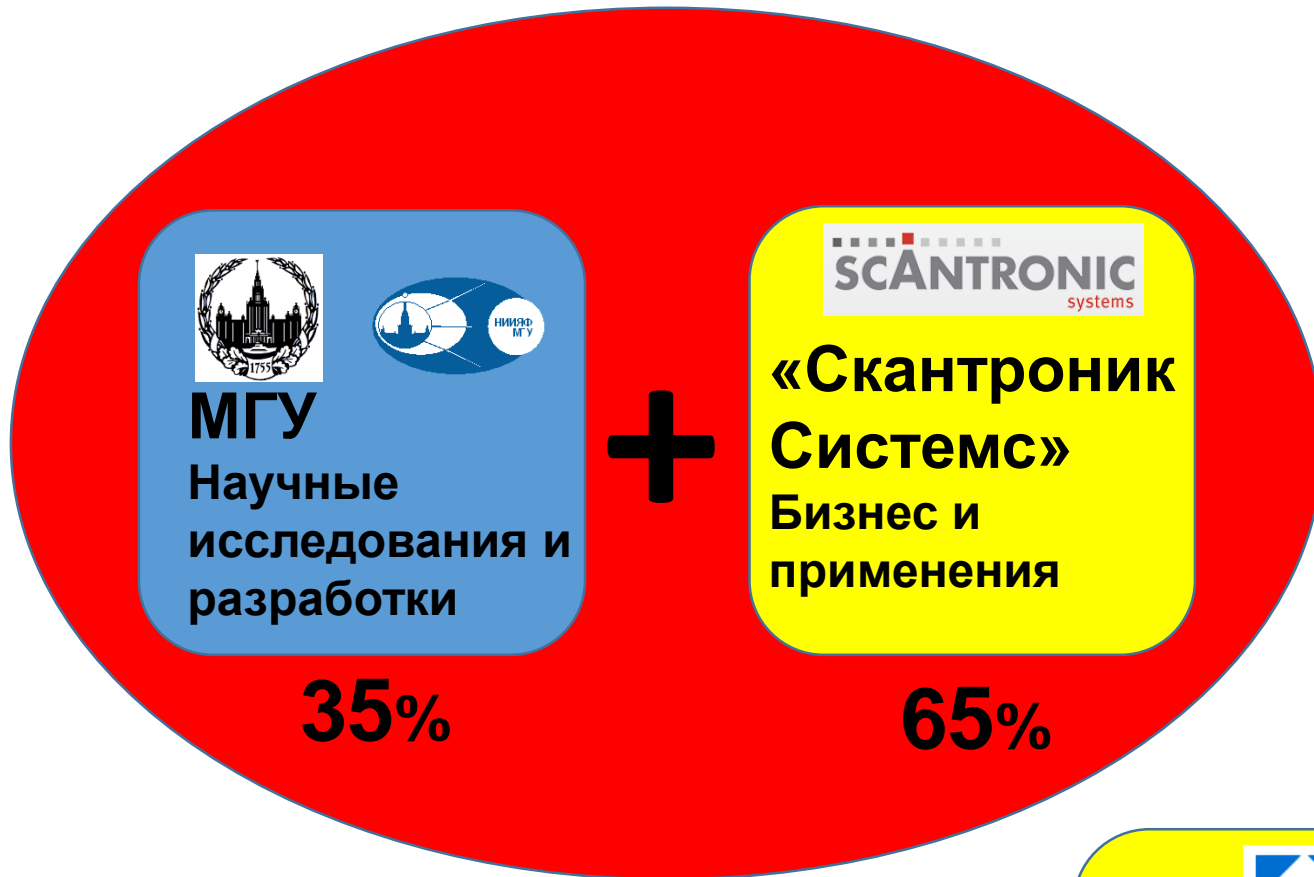 1755
НИИЯФ
МГУ
МГУ
Научные
исследования и
разработки
35%
+
SCANTRONIC
systems
«Скантроник
Системс»
Бизнес и
применения
65%